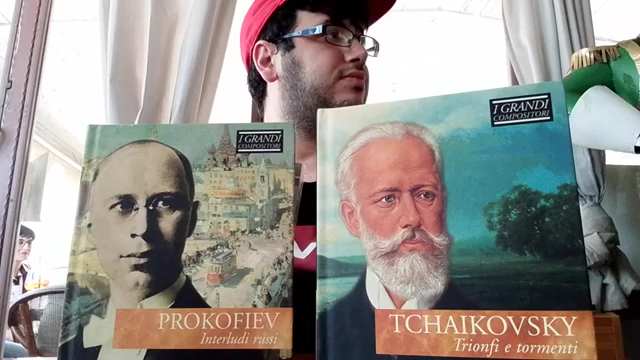 I GRANDI
COMPOSITORI
PROKOFIEV
Interludi russi
I GRANDI
COMPOSITORI
TCHAIKOVSKY
Trionfi e tormenti